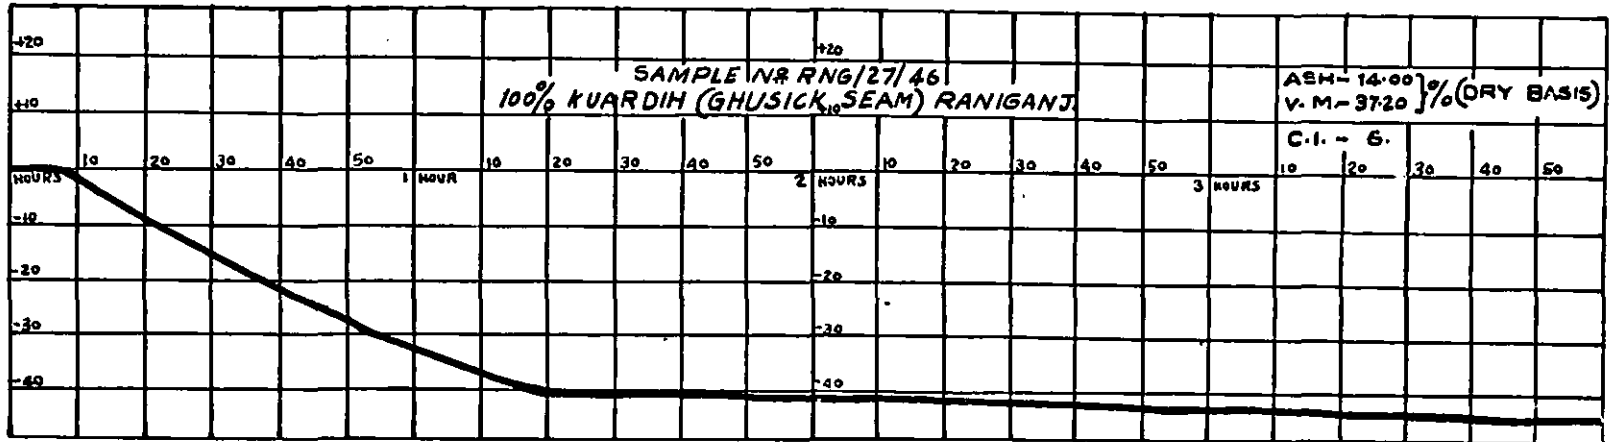 +20 +20
SAMPLE Nº RNG/27/46
100% KUARDIH (GHUSICK SEAM) RANIGANJ
ASH- 14.00
V. M- 37.20 } % (DRY BASIS)
C.I. - 6.
+10 +10
10 20 30 40 50 10 20 30 40 50 10 20 30 40 50 10 20 30 40 50
HOURS 1 HOUR 2 HOURS 3 HOURS
-10 -10
-20 -20
-30 -30
-40 -40